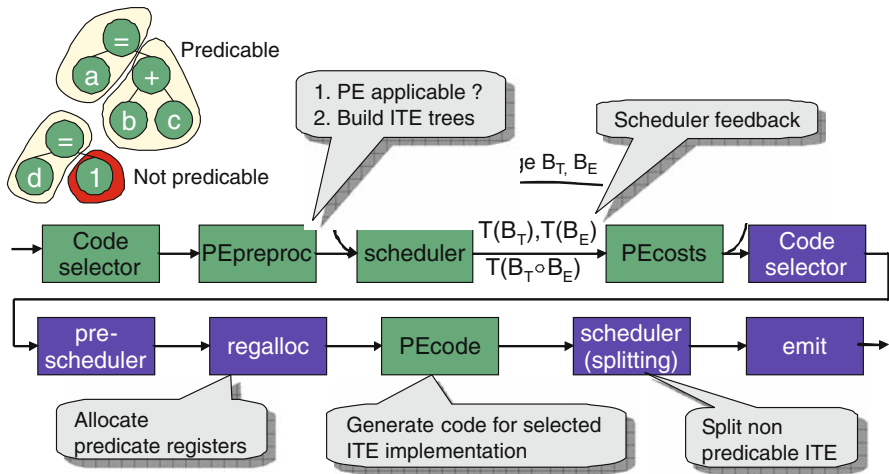 =
Predicable
a
+
b
c
=
d
1
Not predicable
1. PE applicable ?
2. Build ITE trees
Scheduler feedback
ge B_T, B_E
Code
selector
PEpreproc
scheduler
T(B_T),T(B_E)
T(B_T∘B_E)
PEcosts
Code
selector
pre-
scheduler
regalloc
PEcode
scheduler
(splitting)
emit
Allocate
predicate registers
Generate code for selected
ITE implementation
Split non
predicable ITE